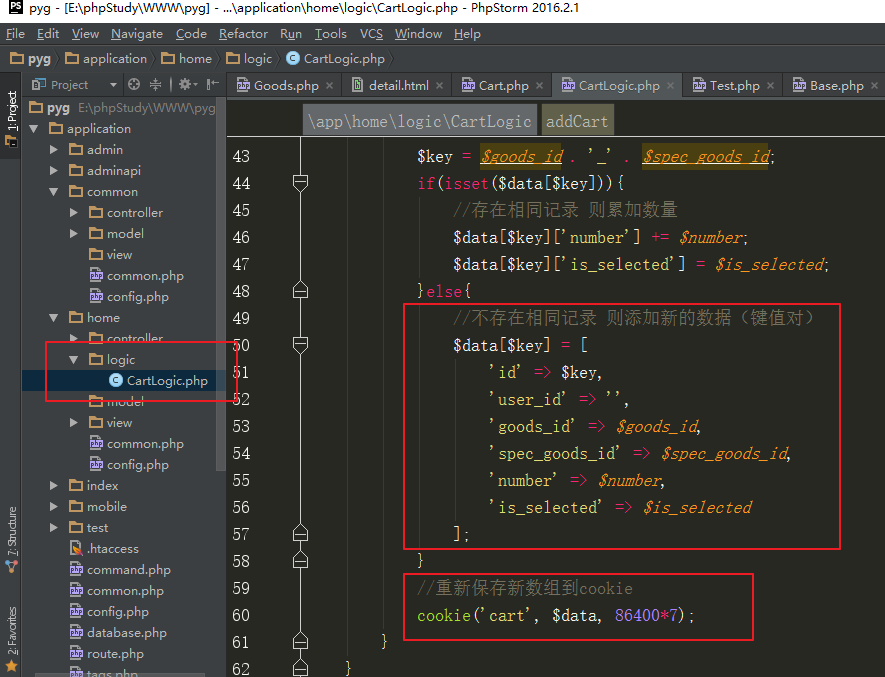 pyg - [E:\phpStudy\WWW\pyg] - ...\application\home\logic\CartLogic.php - PhpStorm 2016.2.1
File Edit View Navigate Code Refactor Run Tools VCS Window Help
pyg application home logic CartLogic.php
Project
Goods.php detail.html Cart.php CartLogic.php Test.php Base.php
1: Project
7: Structure
2: Favorites
pyg E:\phpStudy\WWW\pyg
application
admin
adminapi
common
controller
model
view
common.php
config.php
home
controller
logic
CartLogic.php
model
view
common.php
config.php
index
mobile
test
.htaccess
command.php
common.php
config.php
database.php
route.php
tags.php
\app\home\logic\CartLogic addCart
43 $key = $goods_id . '_' . $spec_goods_id;
44 if(isset($data[$key])){
45 //存在相同记录 则累加数量
46 $data[$key]['number'] += $number;
47 $data[$key]['is_selected'] = $is_selected;
48 }else{
49 //不存在相同记录 则添加新的数据（键值对）
50 $data[$key] = [
51 'id' => $key,
52 'user_id' => '',
53 'goods_id' => $goods_id,
54 'spec_goods_id' => $spec_goods_id,
55 'number' => $number,
56 'is_selected' => $is_selected
57 ];
58 }
59 //重新保存新数组到cookie
60 cookie('cart', $data, 86400*7);
61 }
62 }